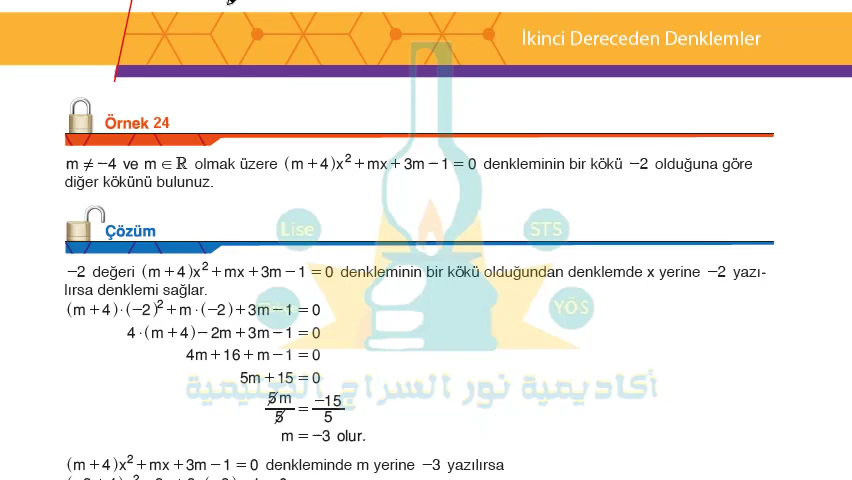 İkinci Dereceden Denklemler
Örnek 24
m ≠ −4 ve m ∈ ℝ olmak üzere (m + 4)x² + mx + 3m − 1 = 0 denkleminin bir kökü −2 olduğuna göre
diğer kökünü bulunuz.
Çözüm
Lise
STS
−2 değeri (m + 4)x² + mx + 3m − 1 = 0 denkleminin bir kökü olduğundan denklemde x yerine −2 yazı-
lırsa denklemi sağlar.
YÖS
(m + 4)·(−2)² + m·(−2) + 3m − 1 = 0
4·(m + 4) − 2m + 3m − 1 = 0
4m + 16 + m − 1 = 0
5m + 15 = 0
أكاديمية نور السراج التعليمية
5m/5 = −15/5
m = −3 olur.
(m + 4)x² + mx + 3m − 1 = 0 denkleminde m yerine −3 yazılırsa